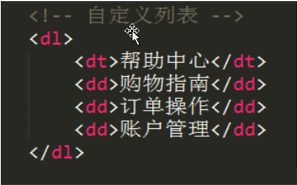 <!-- 自定义列表 -->
<dl>
<dt>帮助中心</dt>
<dd>购物指南</dd>
<dd>订单操作</dd>
<dd>账户管理</dd>
</dl>